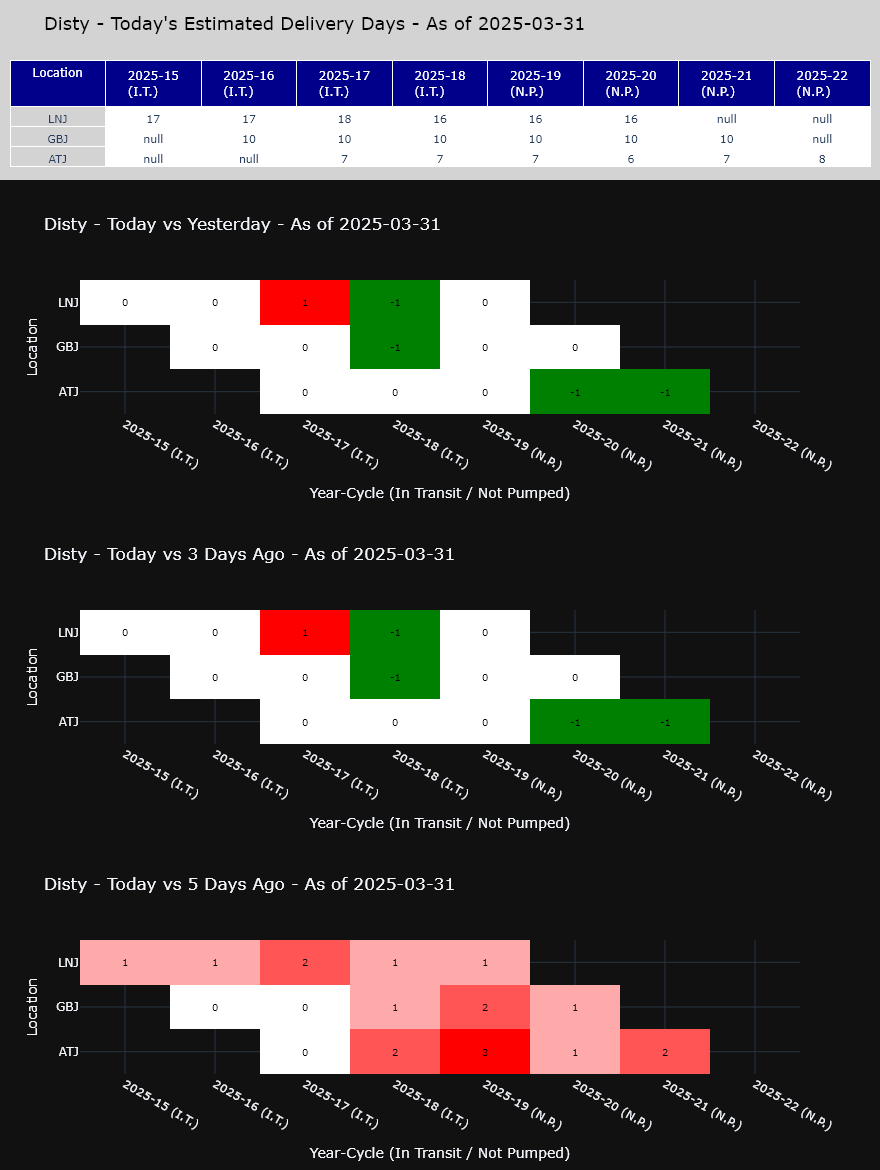 Disty - Today's Estimated Delivery Days - As of 2025-03-31
Location 2025-15 (I.T.) 2025-16 (I.T.) 2025-17 (I.T.) 2025-18 (I.T.) 2025-19 (N.P.) 2025-20 (N.P.) 2025-21 (N.P.) 2025-22 (N.P.)
LNJ 17 17 18 16 16 16 null null
GBJ null 10 10 10 10 10 10 null
ATJ null null 7 7 7 6 7 8
Disty - Today vs Yesterday - As of 2025-03-31
Location
LNJ 0 0 1 -1 0
GBJ 0 0 -1 0 0
ATJ 0 0 0 -1 -1
2025-15 (I.T.) 2025-16 (I.T.) 2025-17 (I.T.) 2025-18 (I.T.) 2025-19 (N.P.) 2025-20 (N.P.) 2025-21 (N.P.) 2025-22 (N.P.)
Year-Cycle (In Transit / Not Pumped)
Disty - Today vs 3 Days Ago - As of 2025-03-31
Location
LNJ 0 0 1 -1 0
GBJ 0 0 -1 0 0
ATJ 0 0 0 -1 -1
2025-15 (I.T.) 2025-16 (I.T.) 2025-17 (I.T.) 2025-18 (I.T.) 2025-19 (N.P.) 2025-20 (N.P.) 2025-21 (N.P.) 2025-22 (N.P.)
Year-Cycle (In Transit / Not Pumped)
Disty - Today vs 5 Days Ago - As of 2025-03-31
Location
LNJ 1 1 2 1 1
GBJ 0 0 1 2 1
ATJ 0 2 3 1 2
2025-15 (I.T.) 2025-16 (I.T.) 2025-17 (I.T.) 2025-18 (I.T.) 2025-19 (N.P.) 2025-20 (N.P.) 2025-21 (N.P.) 2025-22 (N.P.)
Year-Cycle (In Transit / Not Pumped)